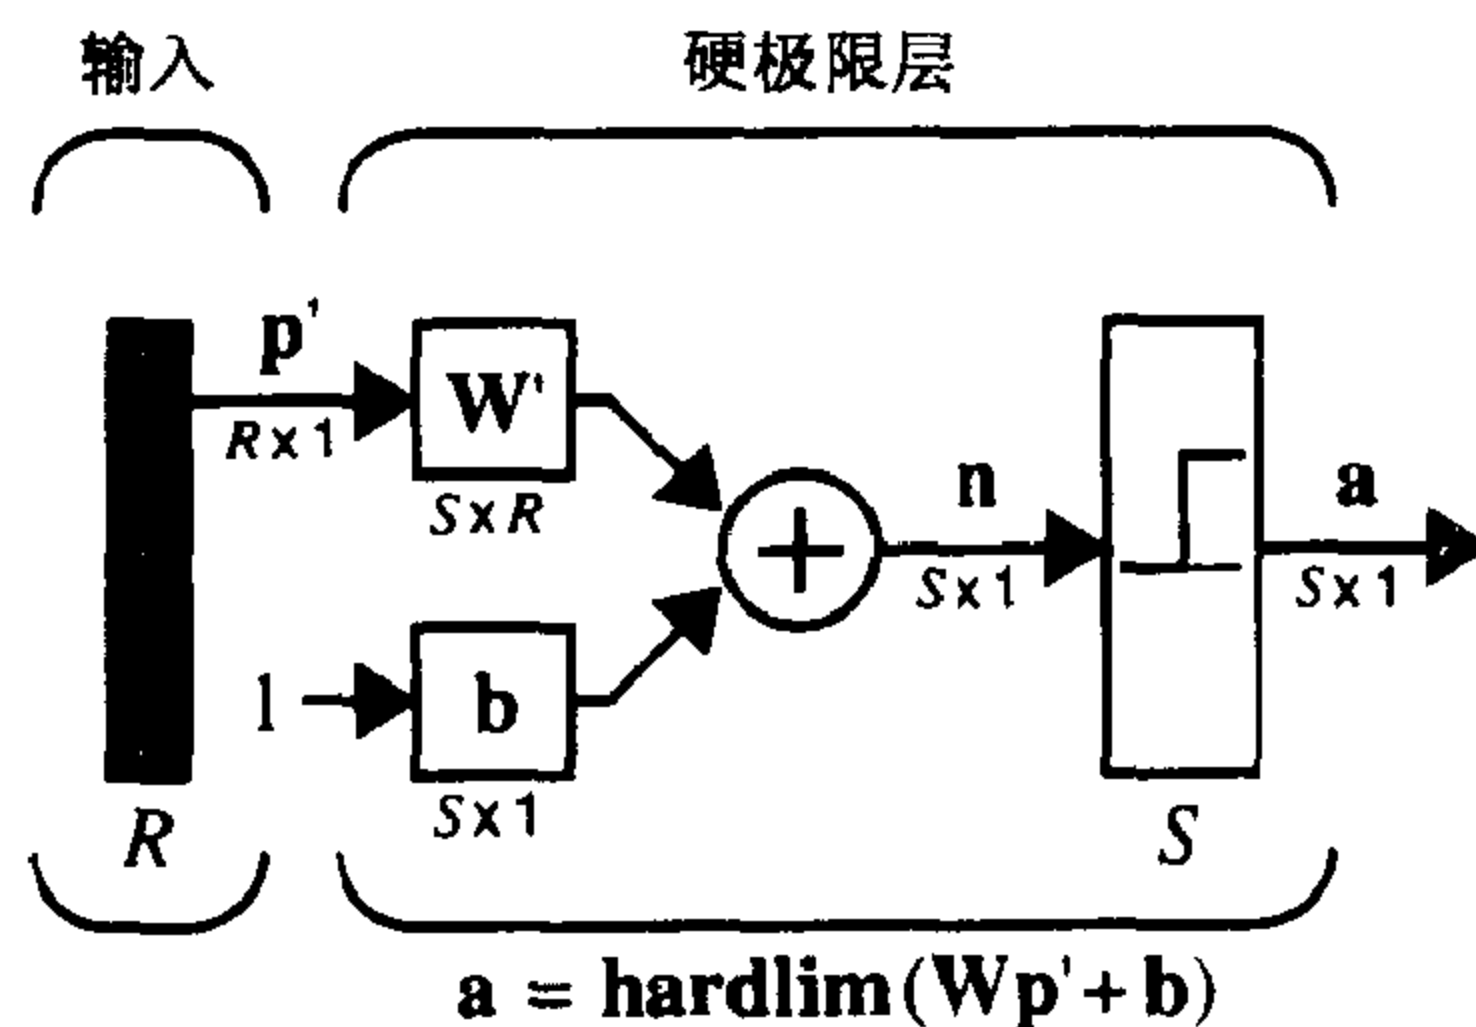 输入 硬极限层
p' W' n a
R×1 S×R S×1 S×1
1 b
S×1
R S
a = hardlim(Wp'+b)